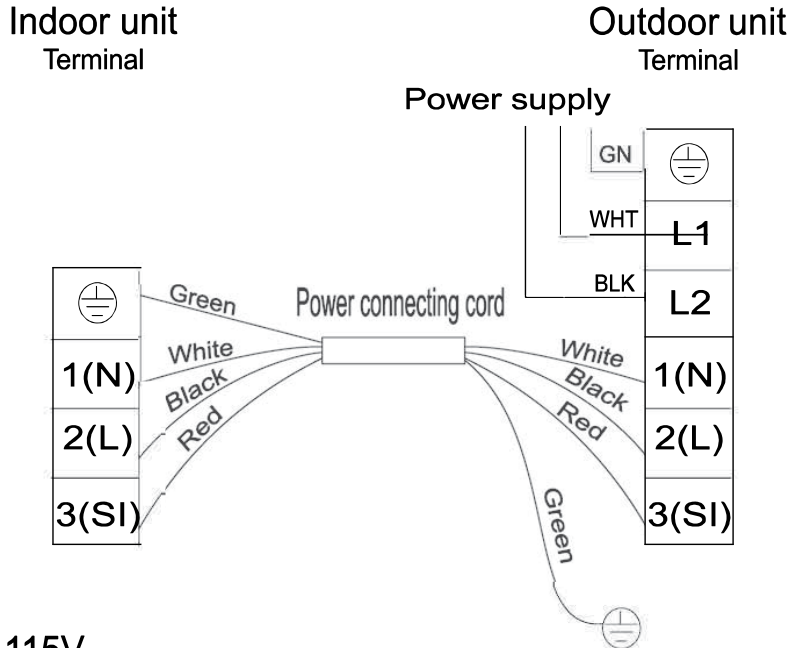 Indoor unit
Terminal
Outdoor unit
Terminal
Power supply
GN
WHT
L1
BLK
L2
Green
Power connecting cord
White
1(N)
Black
2(L)
Red
3(SI)
White
1(N)
Black
2(L)
Red
3(SI)
Green
115V